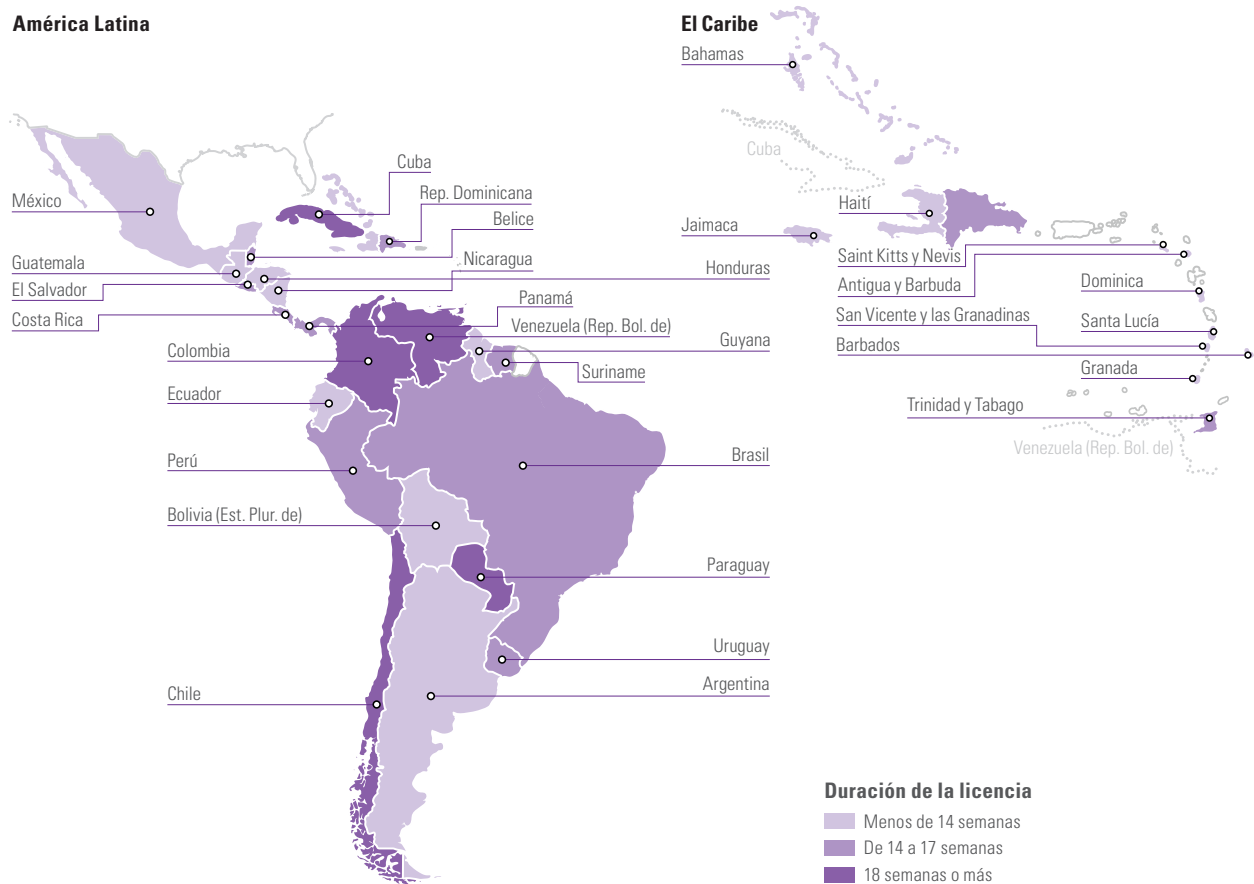 América Latina
México
Guatemala
El Salvador
Costa Rica
Colombia
Ecuador
Perú
Bolivia (Est. Plur. de)
Chile
Cuba
Rep. Dominicana
Belice
Nicaragua
Honduras
Panamá
Venezuela (Rep. Bol. de)
Guyana
Suriname
Brasil
Paraguay
Uruguay
Argentina
El Caribe
Bahamas
Cuba
Haití
Jaimaca
Saint Kitts y Nevis
Antigua y Barbuda
Dominica
San Vicente y las Granadinas
Santa Lucía
Barbados
Granada
Trinidad y Tabago
Venezuela (Rep. Bol. de)
Duración de la licencia
Menos de 14 semanas
De 14 a 17 semanas
18 semanas o más